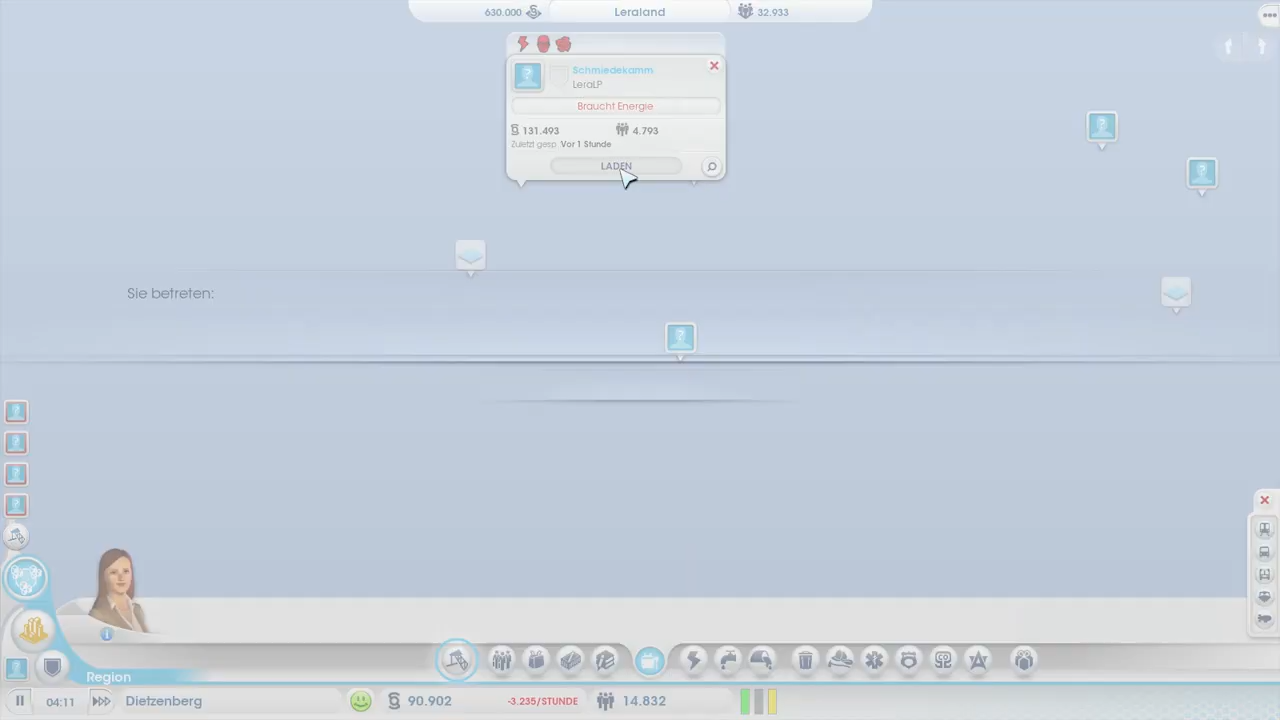 630.000
Leraland
32.933
Schmiedekamm
LeraLP
Braucht Energie
131.493
4.793
Zuletzt gesp. Vor 1 Stunde
LADEN
Sie betreten:
Region
04:11
Dietzenberg
90.902
-3.235/STUNDE
14.832